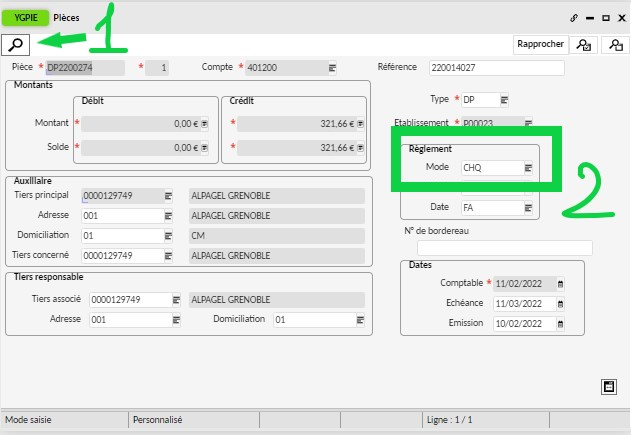 YGPIE Pièces
1
Rapprocher
Pièce * DP2200274 * 1 Compte * 401200 Référence 220014027
Montants
Débit Crédit
Type * DP
Montant * 0,00 € * 321,66 €
Etablissement * P00023
Solde * 0,00 € * 321,66 €
Règlement
Mode CHQ
2
Date FA
Auxiliaire
Tiers principal 0000129749 ALPAGEL GRENOBLE
Adresse 001 ALPAGEL GRENOBLE
Domiciliation 01 CM
Tiers concerné 0000129749 ALPAGEL GRENOBLE
N° de bordereau
Tiers responsable
Tiers associé 0000129749 ALPAGEL GRENOBLE
Adresse 001 Domiciliation 01
Dates
Comptable * 11/02/2022
Echéance 11/03/2022
Emission 10/02/2022
Mode saisie Personnalisé Ligne : 1 / 1